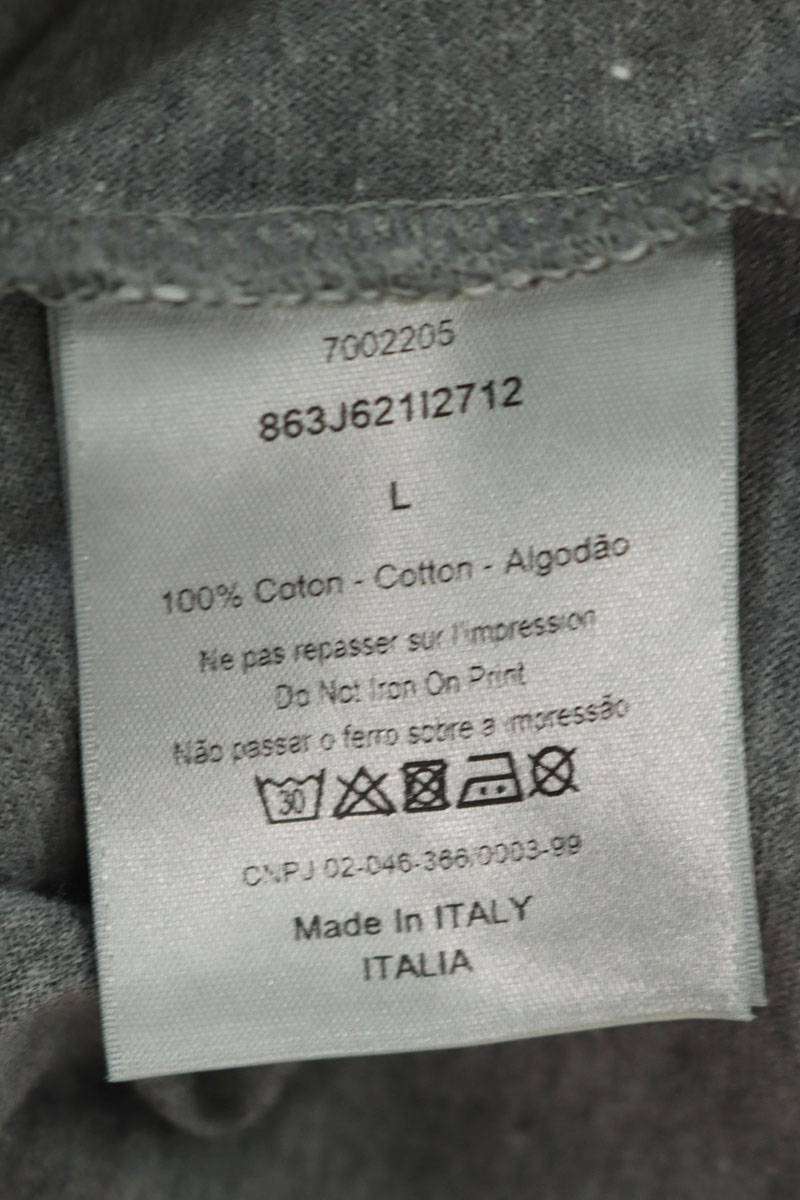 7002205
863J621I2712
L
100% Coton - Cotton - Algodão
Ne pas repasser sur l'impression
Do Not Iron On Print
Não passar o ferro sobre a impressão
30
CNPJ 02-046-366/0003-99
Made In ITALY
ITALIA